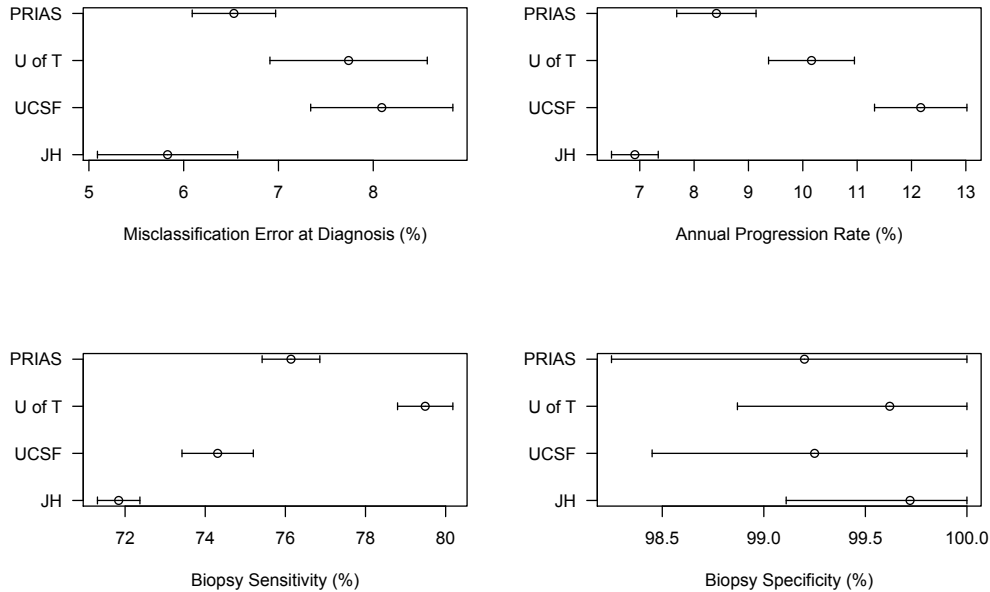 PRIAS
U of T
UCSF
JH
5 6 7 8
Misclassification Error at Diagnosis (%)
PRIAS
U of T
UCSF
JH
7 8 9 10 11 12 13
Annual Progression Rate (%)
PRIAS
U of T
UCSF
JH
72 74 76 78 80
Biopsy Sensitivity (%)
PRIAS
U of T
UCSF
JH
98.5 99.0 99.5 100.0
Biopsy Specificity (%)